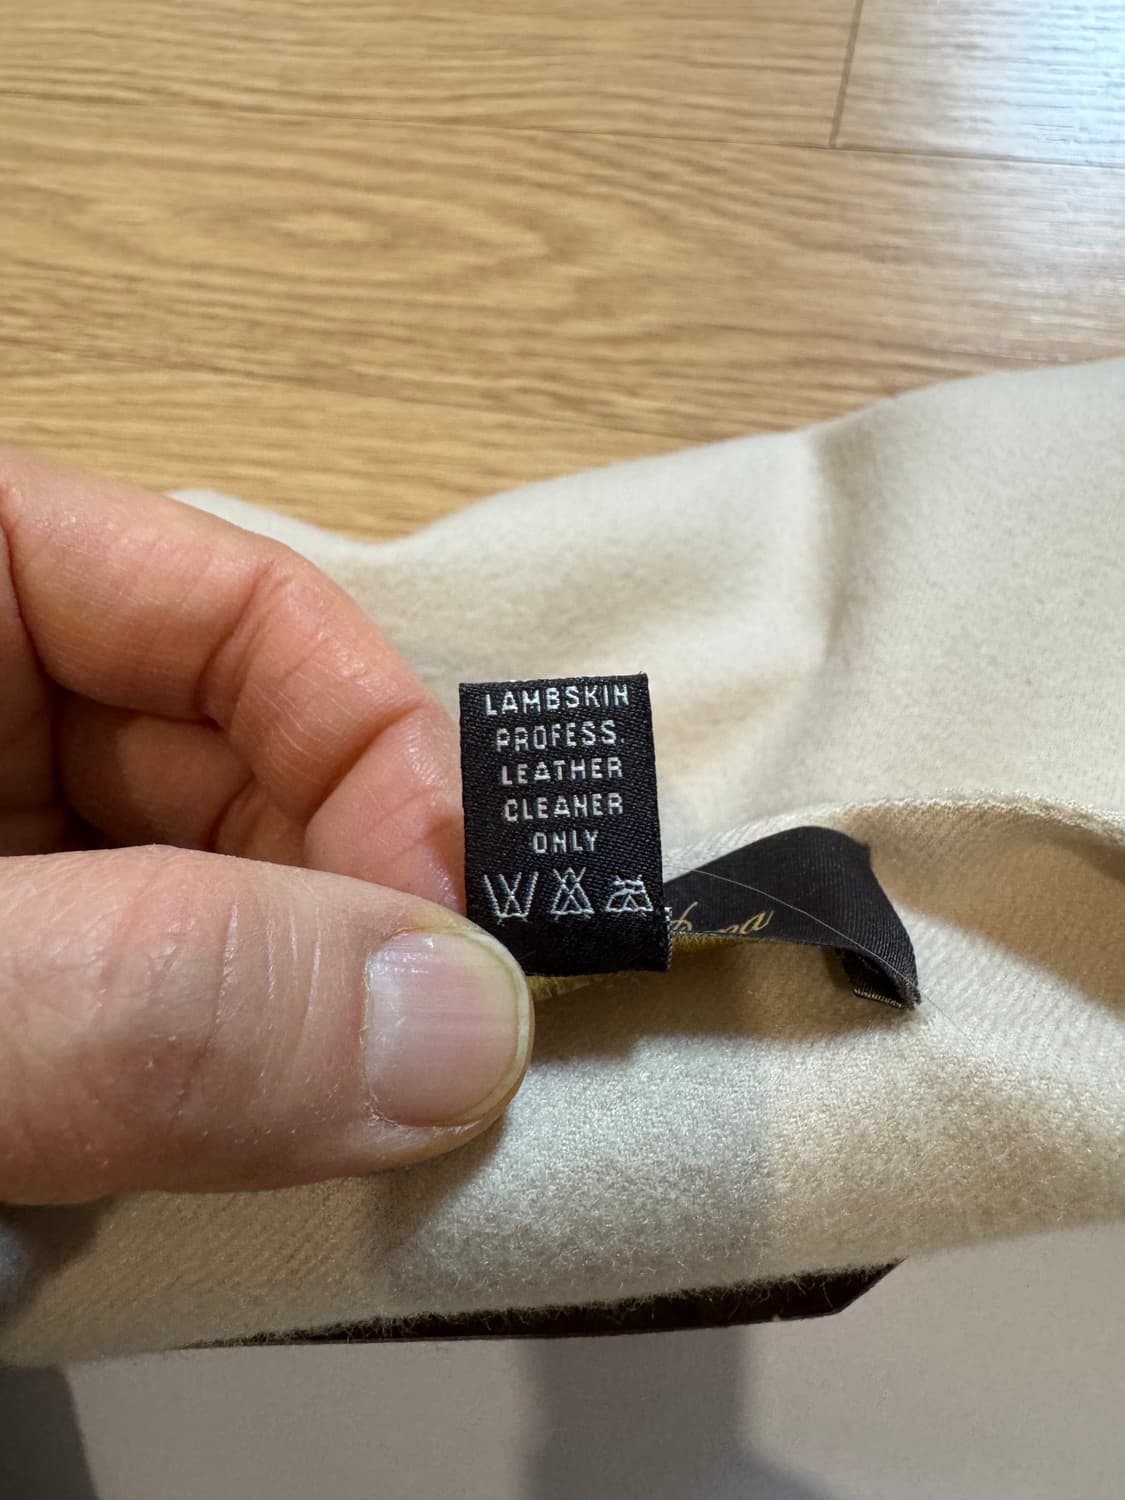 LAMBSKIN
PROFESS.
LEATHER
CLEANER
ONLY